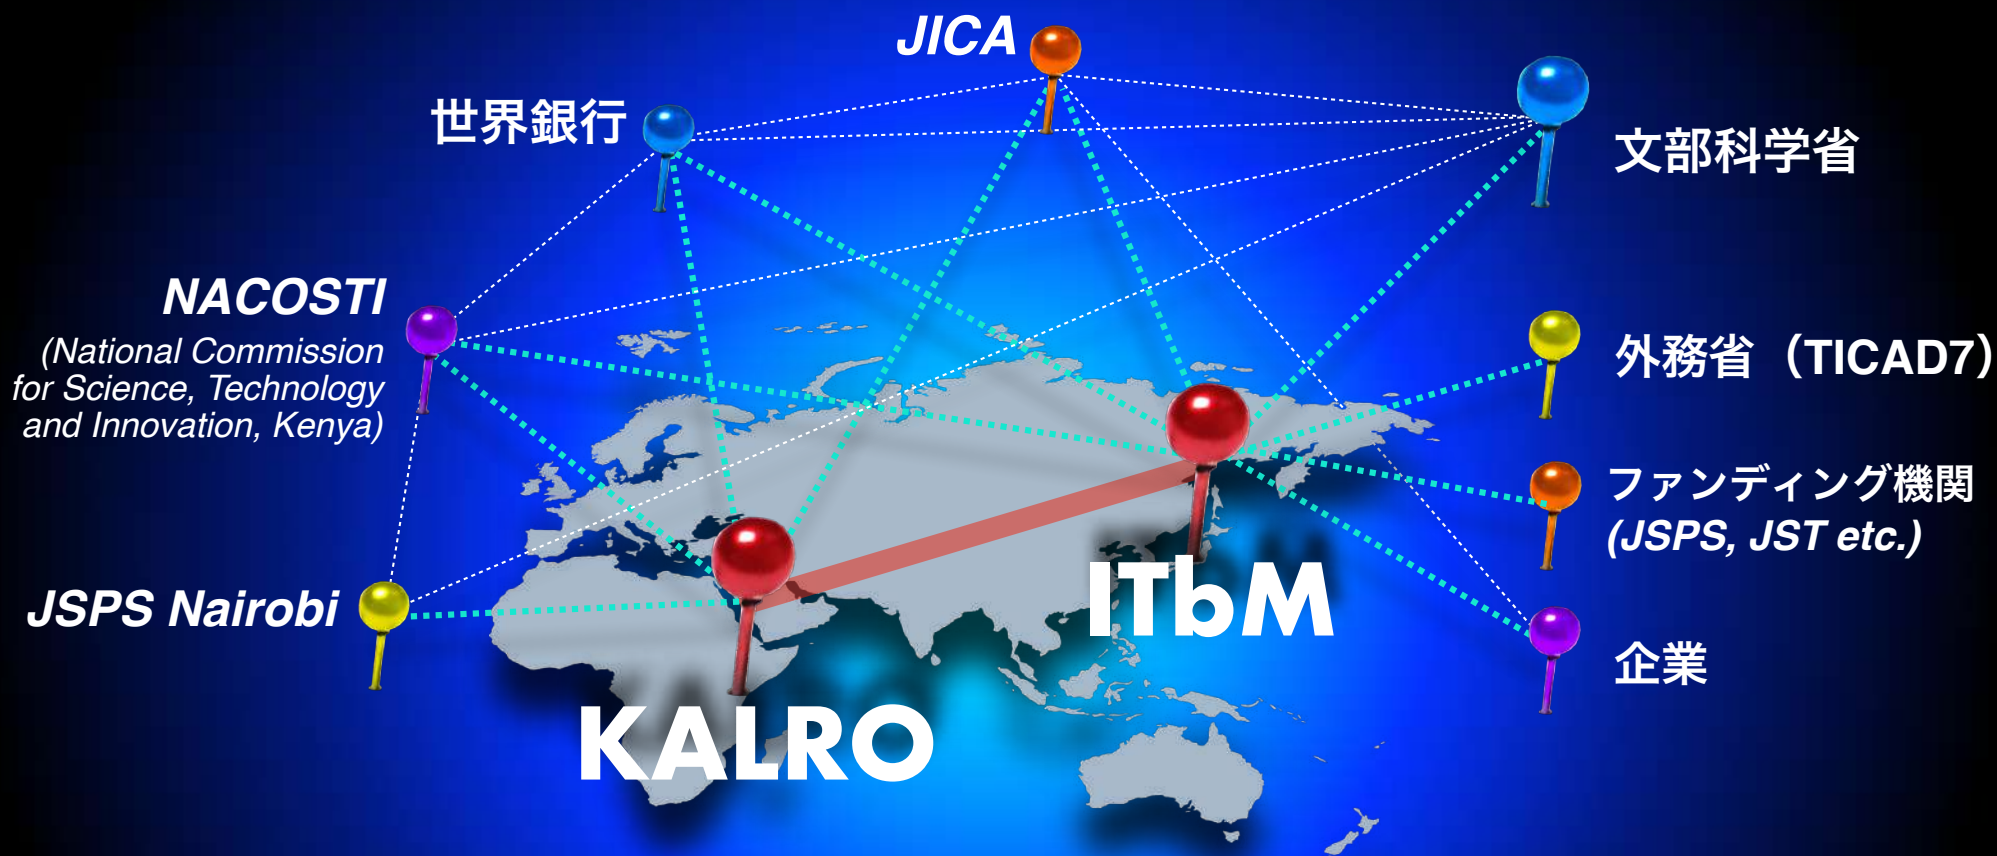 JICA
世界銀行
文部科学省
NACOSTI
(National Commission
for Science, Technology
and Innovation, Kenya)
外務省（TICAD7）
ファンディング機関
(JSPS, JST etc.)
ITbM
JSPS Nairobi
企業
KALRO